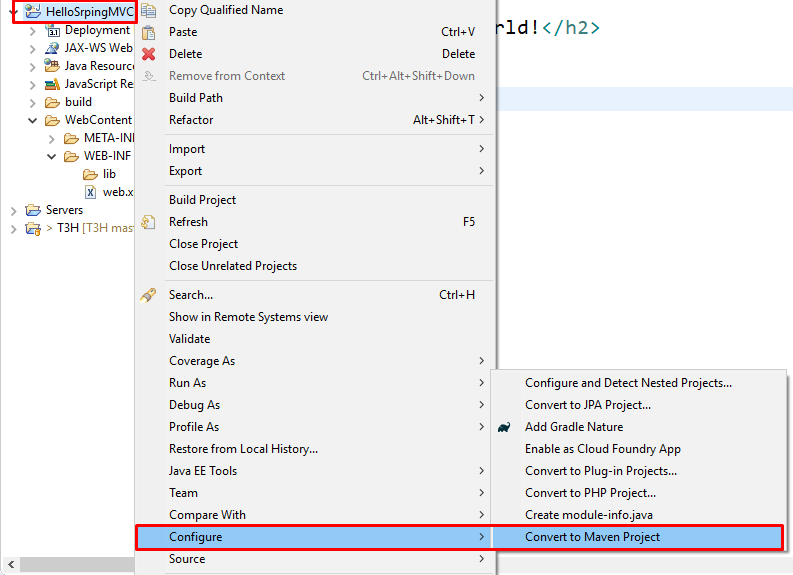 HelloSrpingMVC
Deployment
JAX-WS Web
Java Resourc
JavaScript Re
build
WebContent
META-INF
WEB-INF
lib
web.x
Servers
> T3H [T3H mas
Copy Qualified Name
Paste Ctrl+V
Delete Delete
Remove from Context Ctrl+Alt+Shift+Down
Build Path
Refactor Alt+Shift+T
Import
Export
Build Project
Refresh F5
Close Project
Close Unrelated Projects
Search... Ctrl+H
Show in Remote Systems view
Validate
Coverage As
Run As
Debug As
Profile As
Restore from Local History...
Java EE Tools
Team
Compare With
Configure
Source
rld!</h2>
Configure and Detect Nested Projects...
Convert to JPA Project...
Add Gradle Nature
Enable as Cloud Foundry App
Convert to Plug-in Projects...
Convert to PHP Project...
Create module-info.java
Convert to Maven Project